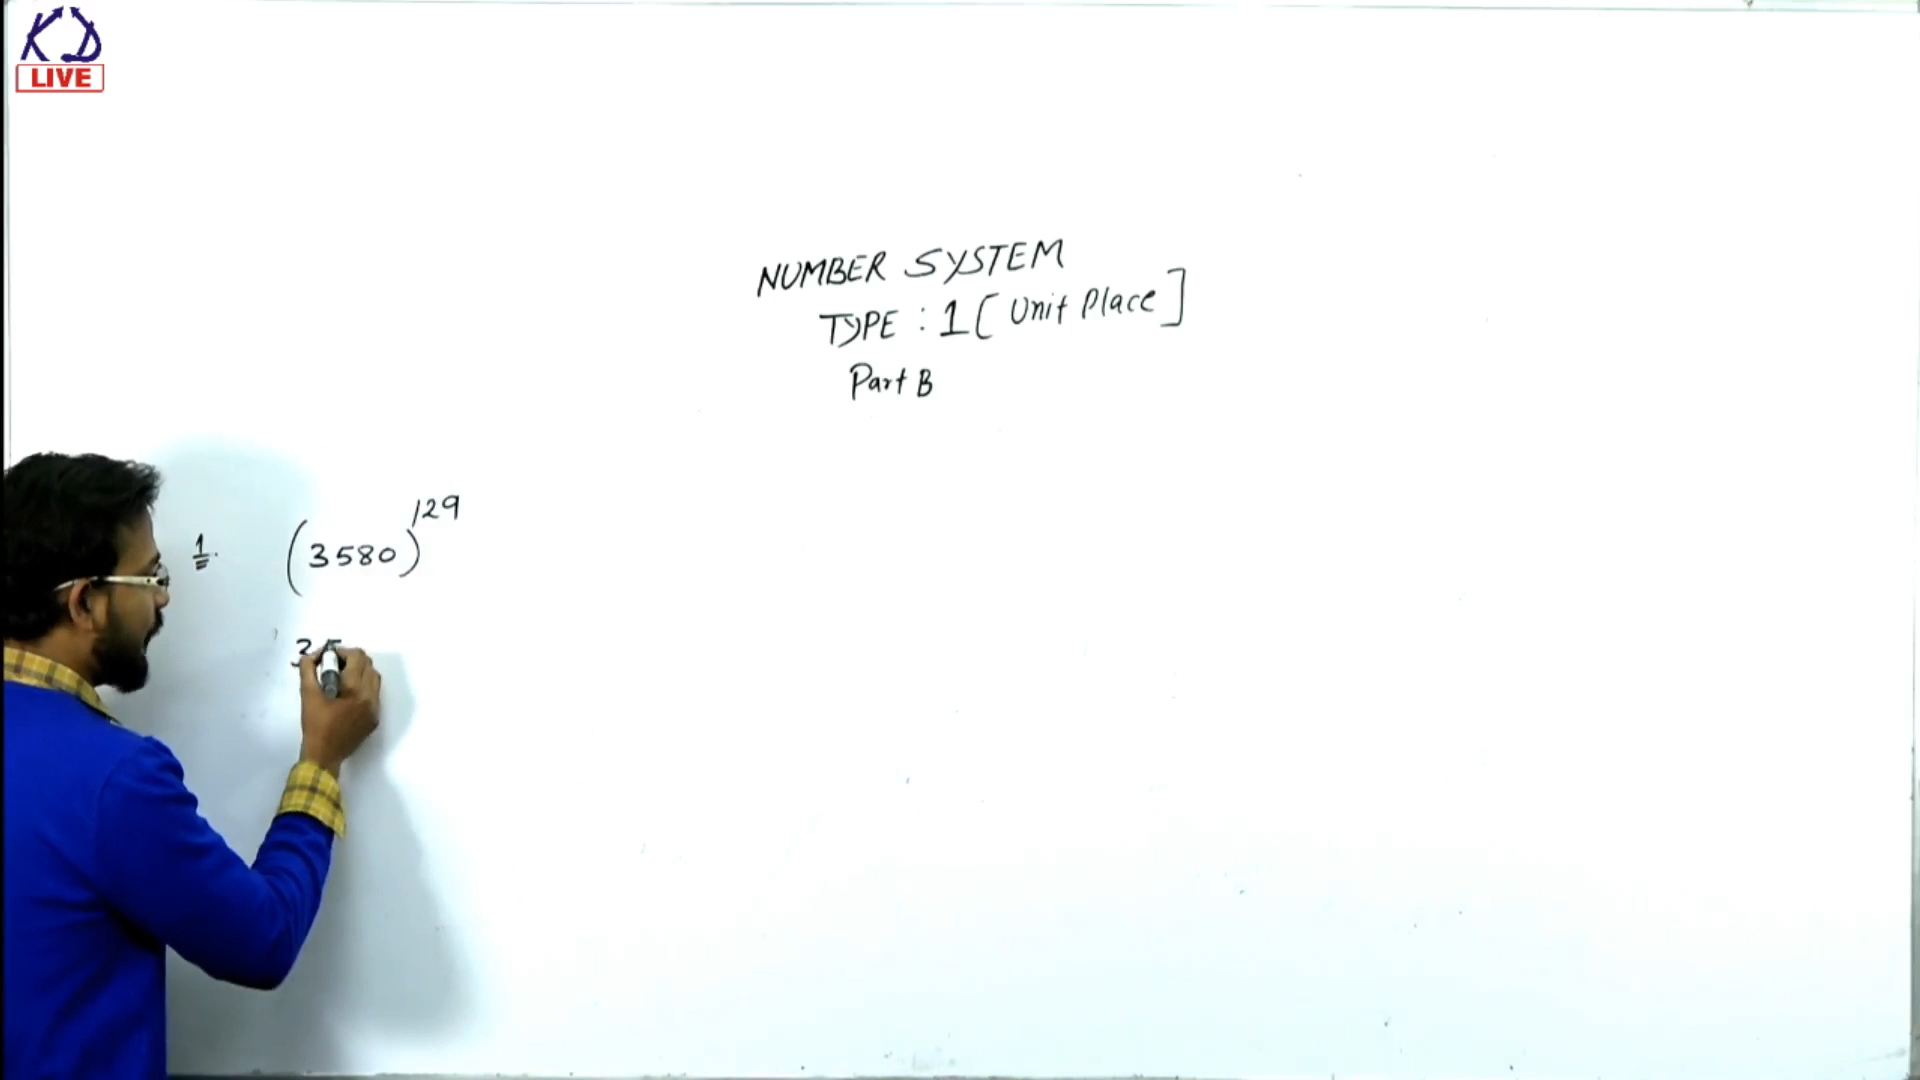 KD
LIVE
NUMBER SYSTEM
TYPE : 1 [ Unit Place ]
Part B
1. (3580)^129
35